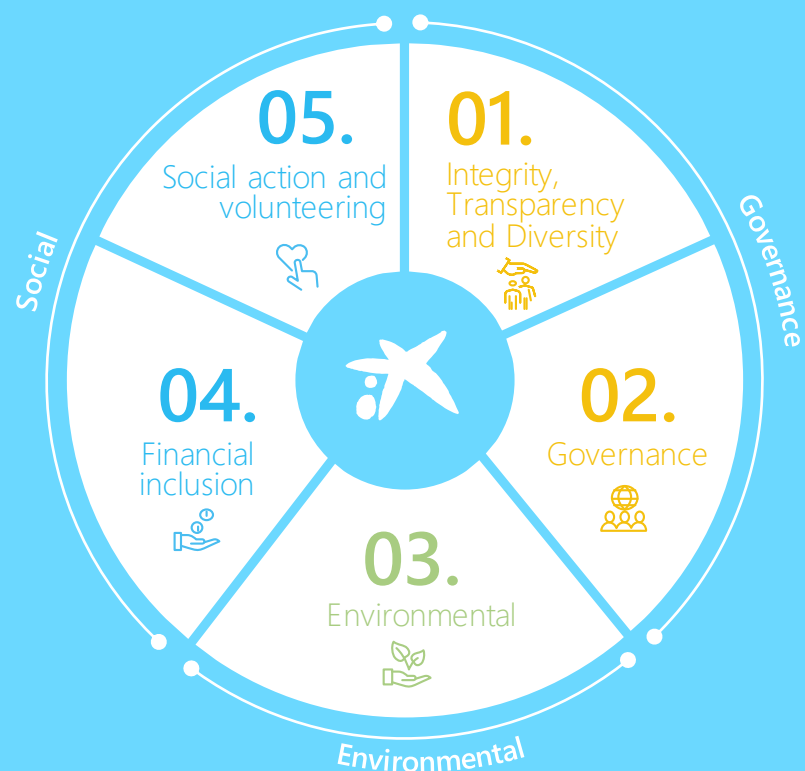 01.
Integrity,
Transparency
and Diversity
02.
Governance
03.
Environmental
04.
Financial
inclusion
05.
Social action and
volunteering
Governance
Environmental
Social